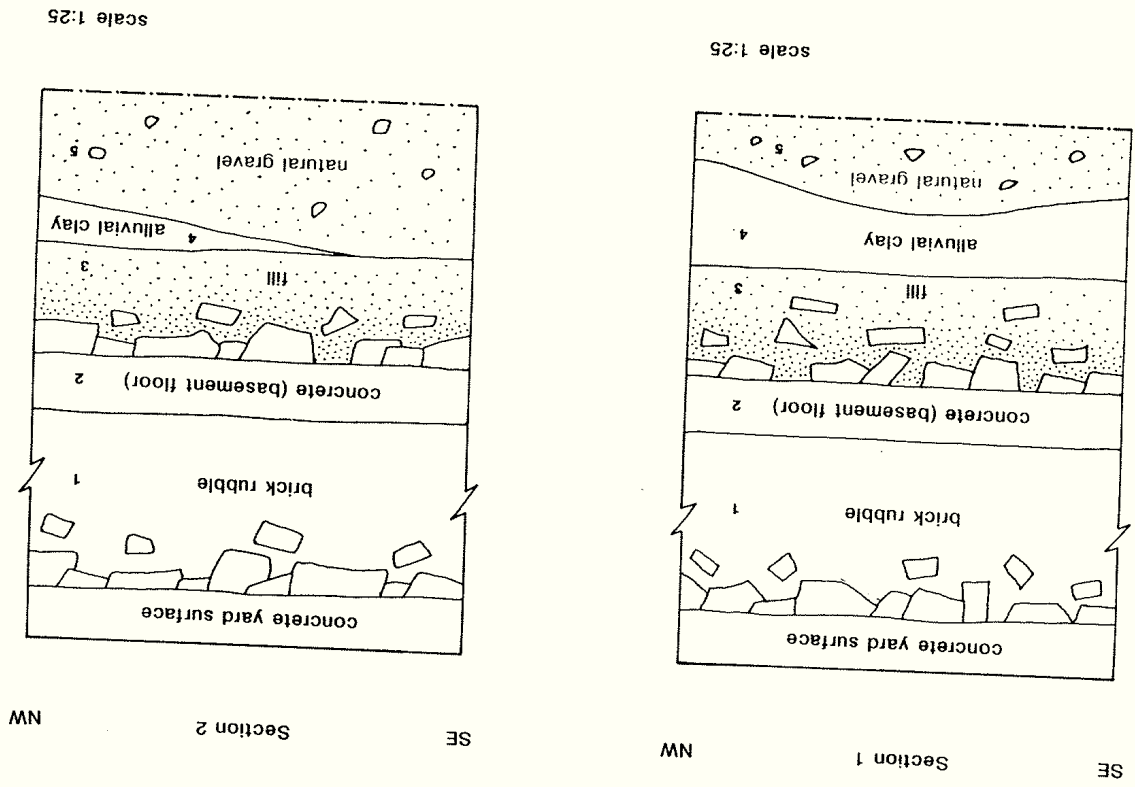 SE Section 1 NW
concrete yard surface
brick rubble 1
concrete (basement floor) 2
fill 3
alluvial clay 4
natural gravel 5
scale 1:25
SE Section 2 NW
concrete yard surface
brick rubble 1
concrete (basement floor) 2
fill 3
4 alluvial clay
natural gravel 5
scale 1:25